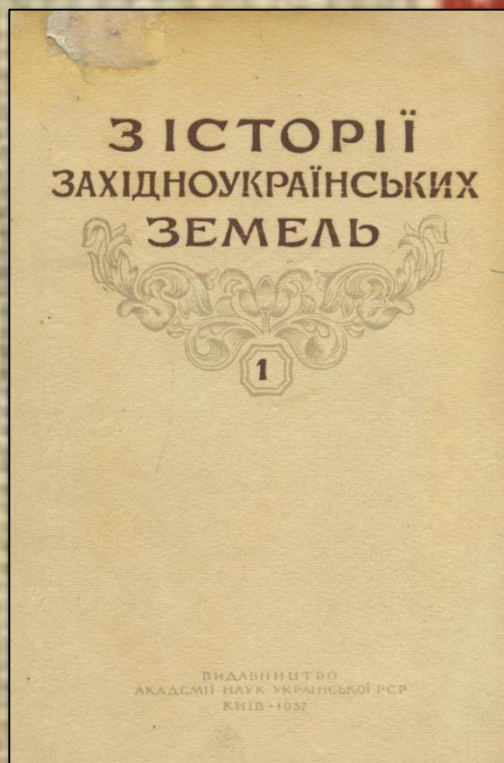 З ІСТОРІЇ
ЗАХІДНОУКРАЇНСЬКИХ
ЗЕМЕЛЬ
1
ВИДАВНИЦТВО
АКАДЕМІЇ НАУК УКРАЇНСЬКОЇ РСР
КИЇВ - 1957